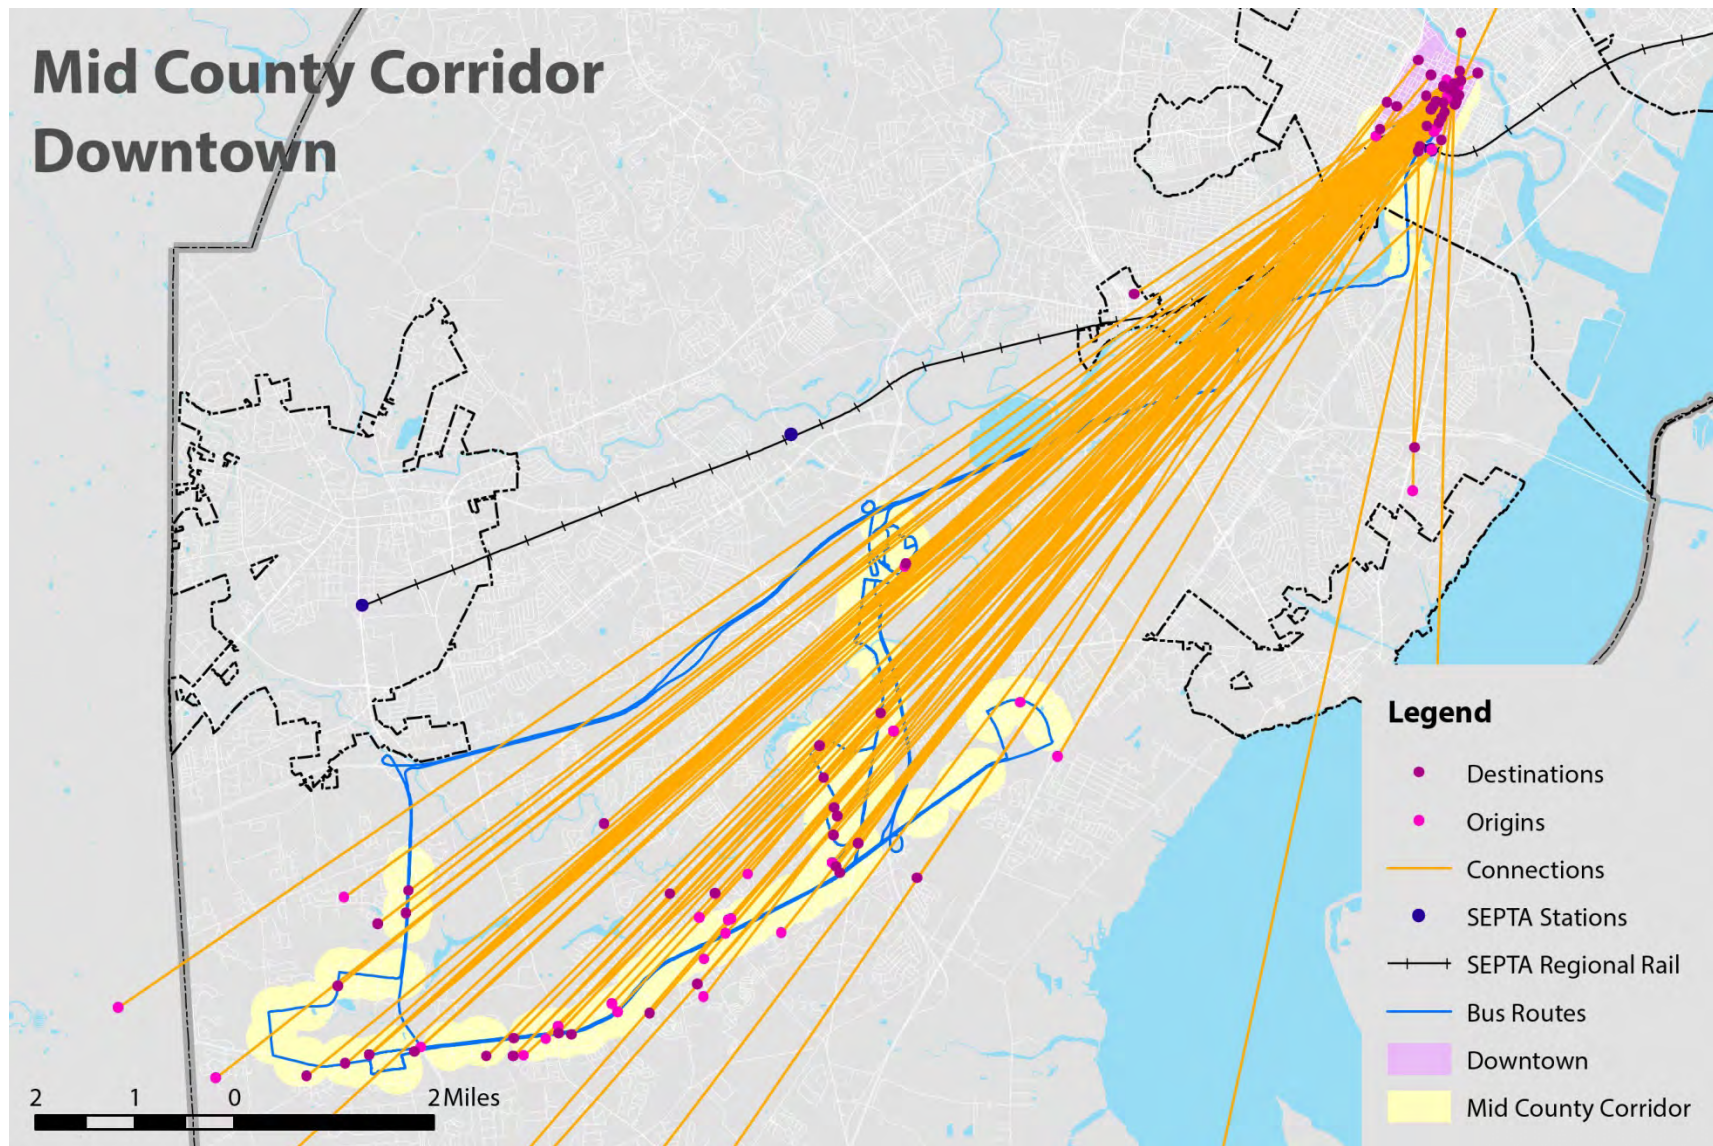 Mid County Corridor
Downtown
Legend
Destinations
Origins
Connections
SEPTA Stations
SEPTA Regional Rail
Bus Routes
Downtown
Mid County Corridor
2 1 0 2 Miles